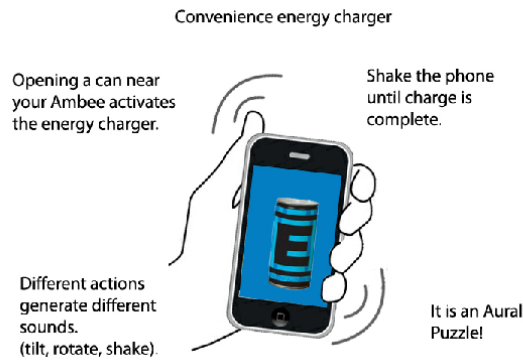 Convenience energy charger
Opening a can near
your Ambee activates
the energy charger.
Shake the phone
until charge is
complete.
E
Different actions
generate different
sounds.
(tilt, rotate, shake).
It is an Aural
Puzzle!